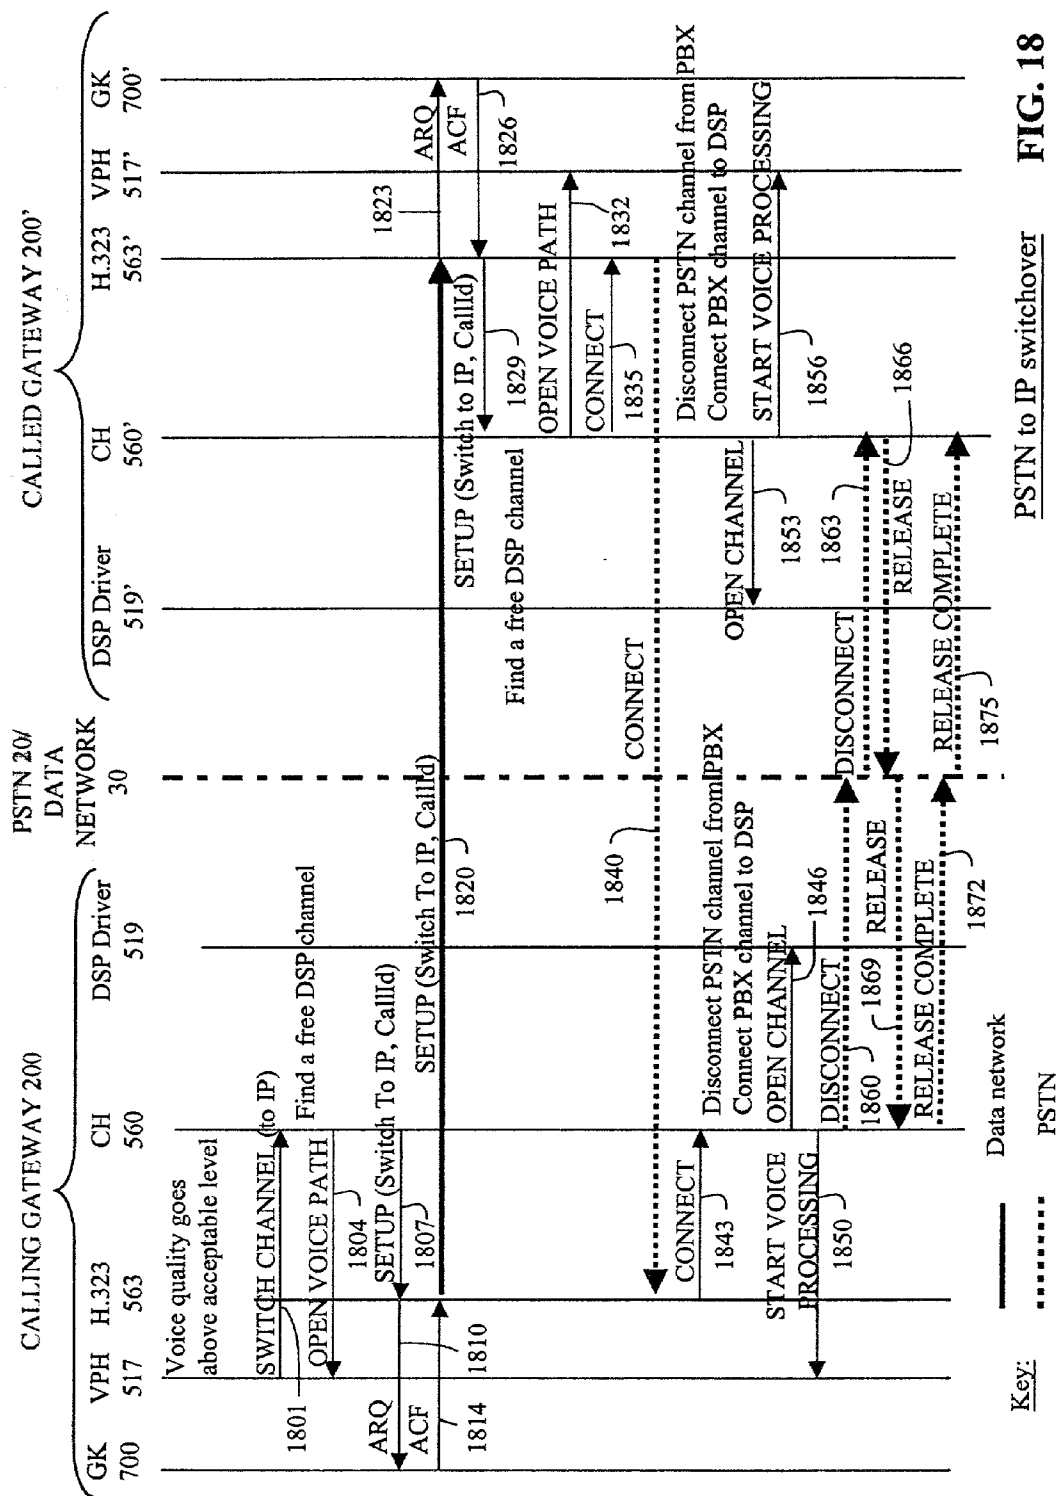 CALLING GATEWAY 200
PSTN 20/
DATA
NETWORK
30
CALLED GATEWAY 200'
GK
700
VPH
517
H.323
563
CH
560
DSP Driver
519
DSP Driver
519'
CH
560'
H.323
563'
VPH
517'
GK
700'
Voice quality goes
above acceptable level
SWITCH CHANNEL (to IP)
1801
Find a free DSP channel
OPEN VOICE PATH
1804
SETUP (Switch To IP, CallId)
1807
ARQ
1810
ACF
1814
SETUP (Switch To IP, CallId)
1820
SETUP (Switch to IP, CallId)
1823
ARQ
ACF
1826
1829
Find a free DSP channel
OPEN VOICE PATH
1832
CONNECT
1835
CONNECT
1840
CONNECT
1843
Disconnect PSTN channel from PBX
Connect PBX channel to DSP
OPEN CHANNEL
1846
START VOICE
PROCESSING
1850
Disconnect PSTN channel from PBX
Connect PBX channel to DSP
OPEN CHANNEL
1853
START VOICE PROCESSING
1856
DISCONNECT
1860
DISCONNECT
1863
RELEASE
1866
RELEASE
1869
RELEASE COMPLETE
1872
RELEASE COMPLETE
1875
Key:
Data network
PSTN
PSTN to IP switchover
FIG. 18